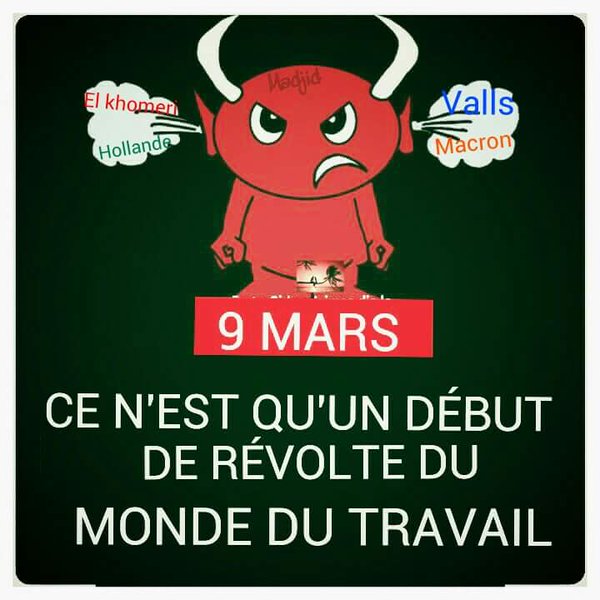 Madjid
El khomeri
Valls
Hollande
Macron
9 MARS
CE N'EST QU'UN DÉBUT
DE RÉVOLTE DU
MONDE DU TRAVAIL